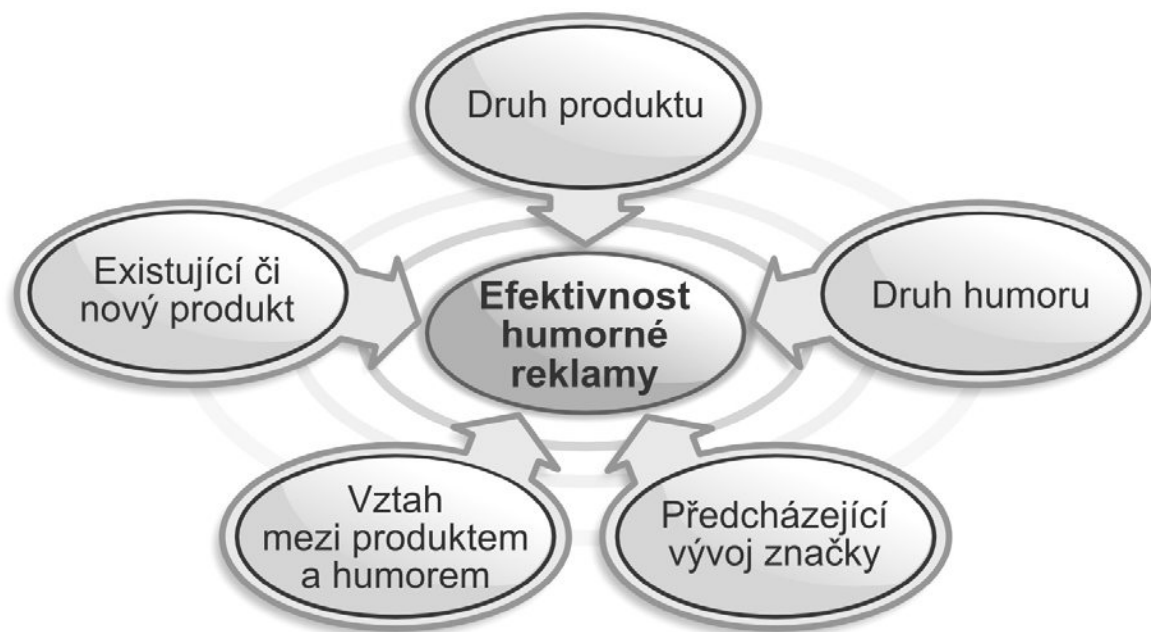 Druh produktu
Existující či
nový produkt
Efektivnost
humorné
reklamy
Druh humoru
Vztah
mezi produktem
a humorem
Předcházející
vývoj značky